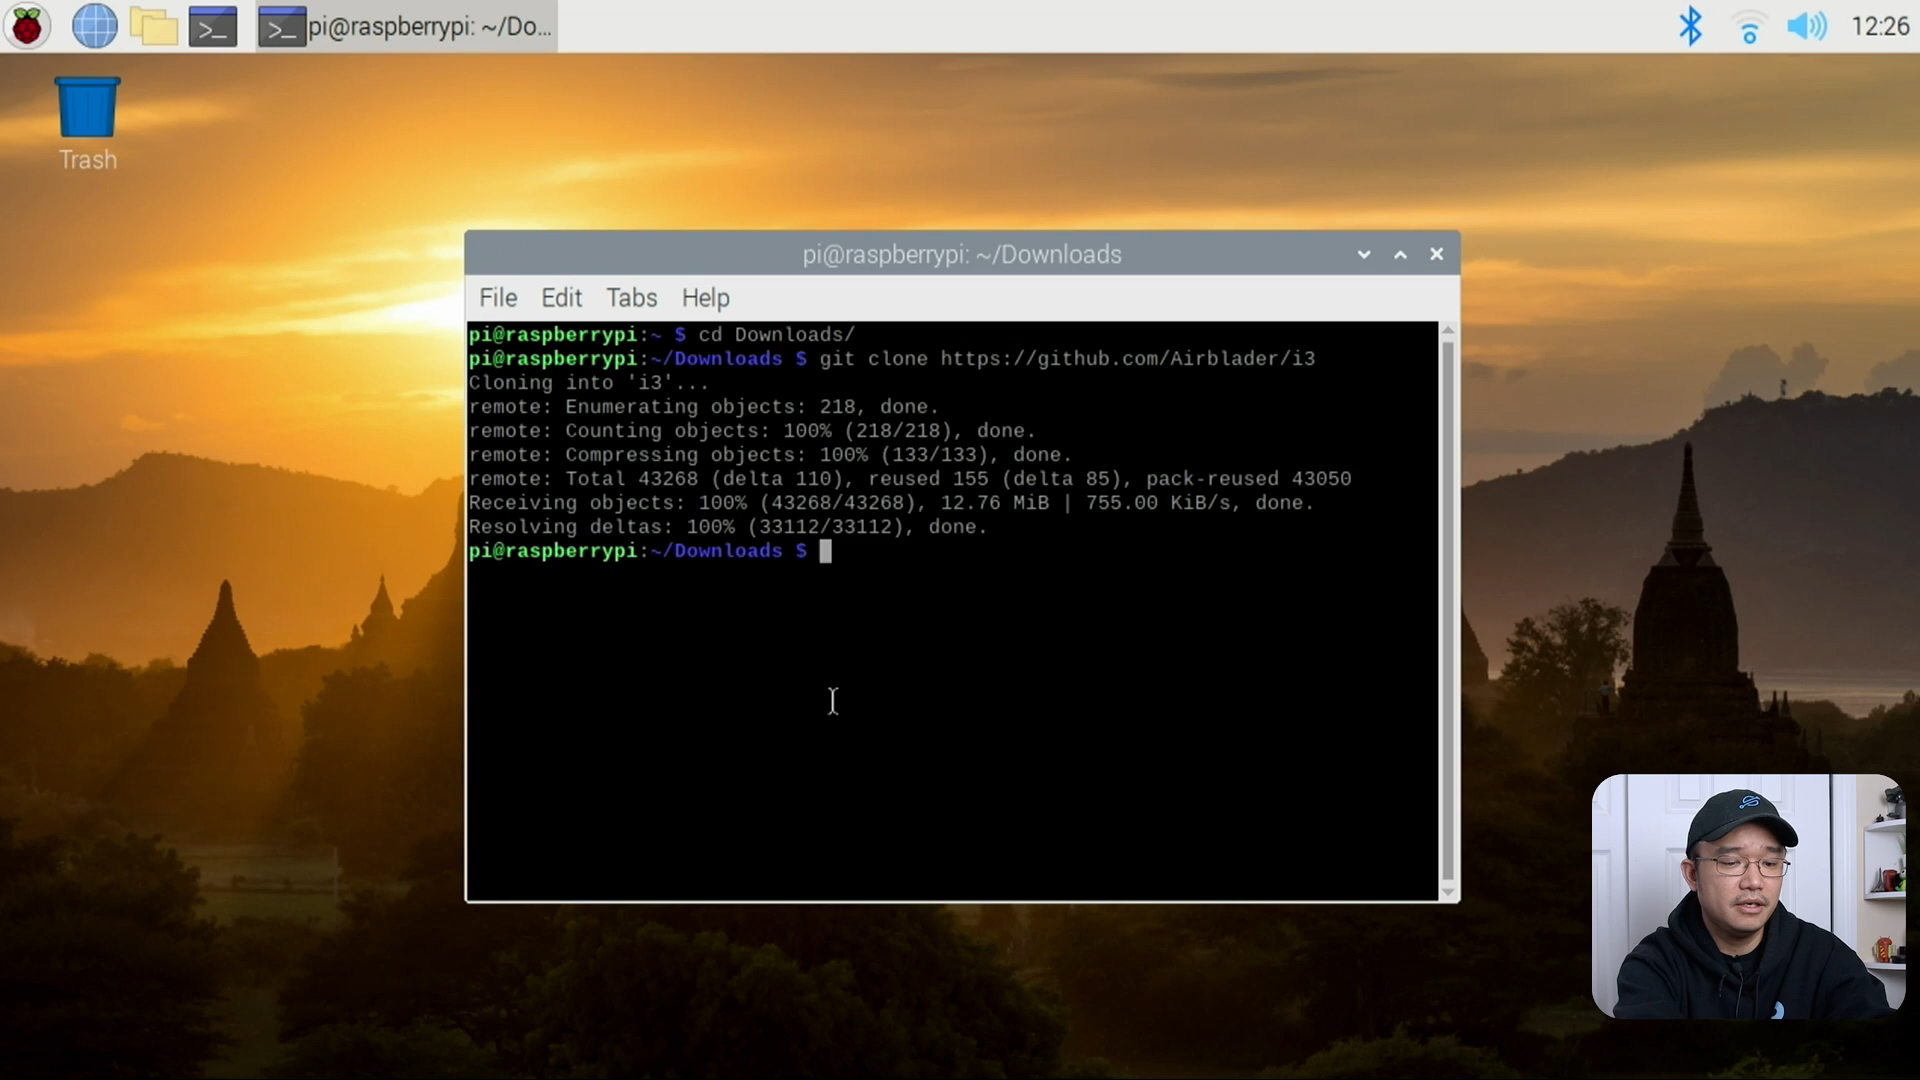 pi@raspberrypi: ~/Do...
12:26
Trash
pi@raspberrypi: ~/Downloads
File Edit Tabs Help
pi@raspberrypi:~ $ cd Downloads/
pi@raspberrypi:~/Downloads $ git clone https://github.com/Airblader/i3
Cloning into 'i3'...
remote: Enumerating objects: 218, done.
remote: Counting objects: 100% (218/218), done.
remote: Compressing objects: 100% (133/133), done.
remote: Total 43268 (delta 110), reused 155 (delta 85), pack-reused 43050
Receiving objects: 100% (43268/43268), 12.76 MiB | 755.00 KiB/s, done.
Resolving deltas: 100% (33112/33112), done.
pi@raspberrypi:~/Downloads $